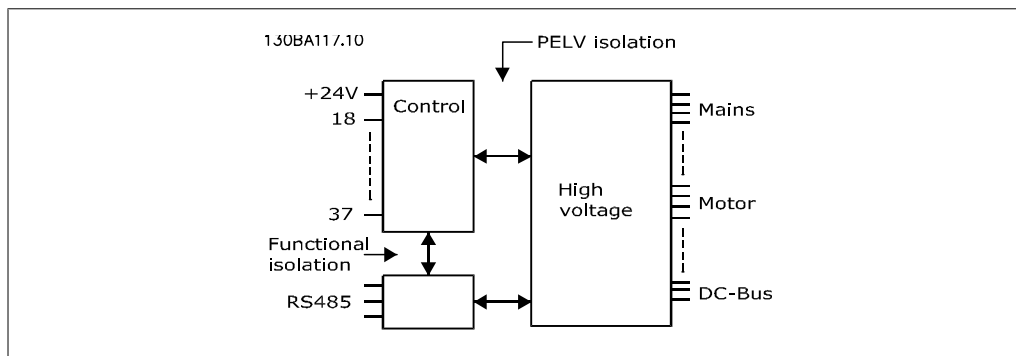 130BA117.10
PELV isolation
+24V
Control
Mains
18
High
voltage
Motor
37
Functional
isolation
RS485
DC-Bus